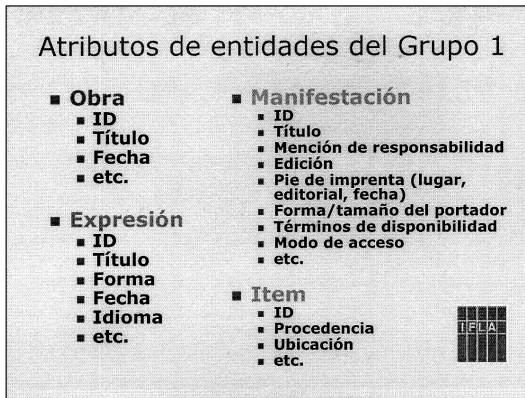 Atributos de entidades del Grupo 1
Obra
ID
Título
Fecha
etc.
Expresión
ID
Título
Forma
Fecha
Idioma
etc.
Manifestación
ID
Título
Mención de responsabilidad
Edición
Pie de imprenta (lugar,
editorial, fecha)
Forma/tamaño del portador
Términos de disponibilidad
Modo de acceso
etc.
Item
ID
Procedencia
Ubicación
etc.
IFLA